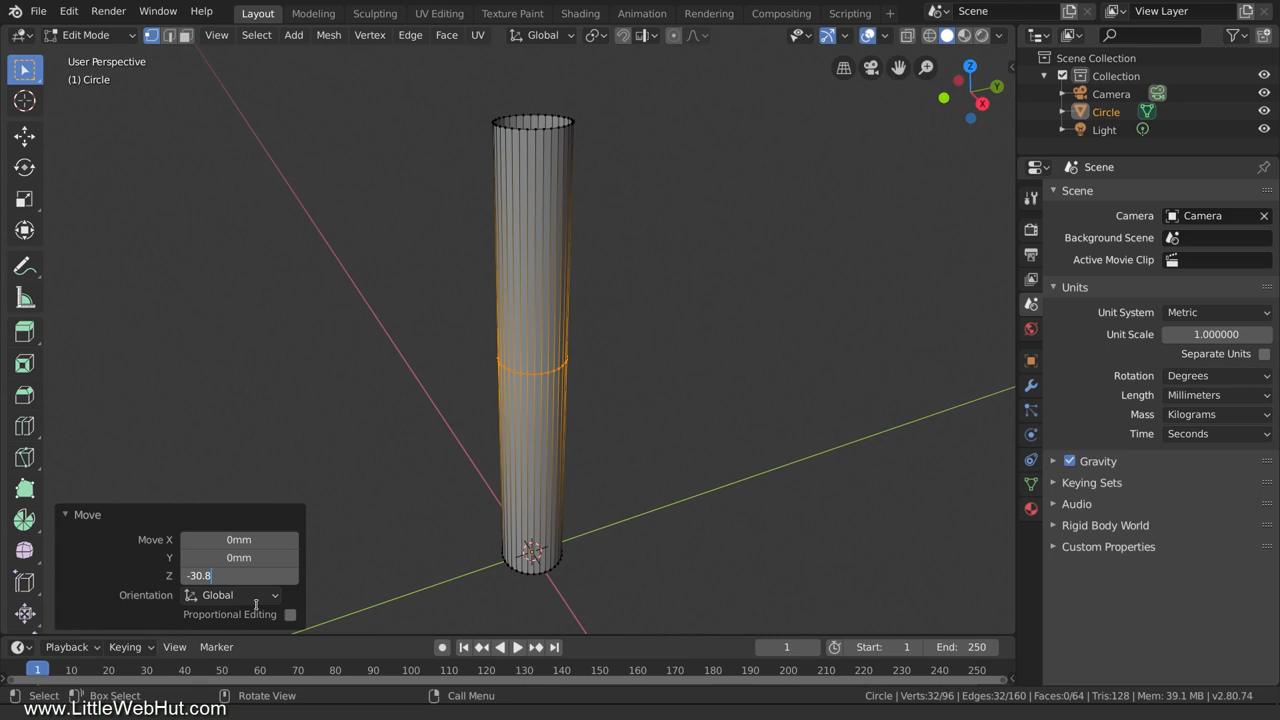 File Edit Render Window Help
Layout Modeling Sculpting UV Editing Texture Paint Shading Animation Rendering Compositing Scripting +
Scene View Layer
Edit Mode View Select Add Mesh Vertex Edge Face UV Global
User Perspective
(1) Circle
Z
Y
X
Scene Collection
Collection
Camera
Circle
Light
Scene
Scene
Camera Camera
Background Scene
Active Movie Clip
Units
Unit System Metric
Unit Scale 1.000000
Separate Units
Rotation Degrees
Length Millimeters
Mass Kilograms
Time Seconds
Gravity
Keying Sets
Audio
Rigid Body World
Custom Properties
Move
Move X 0mm
Y 0mm
Z -30.8
Orientation Global
Proportional Editing
Playback Keying View Marker 1 Start: 1 End: 250
1 10 20 30 40 50 60 70 80 90 100 110 120 130 140 150 160 170 180 190 200 210 220 230 240 250
Select Box Select Rotate View Call Menu Circle | Verts:32/96 | Edges:32/160 | Faces:0/64 | Tris:128 | Mem: 39.1 MB | v2.80.74
www.LittleWebHut.com